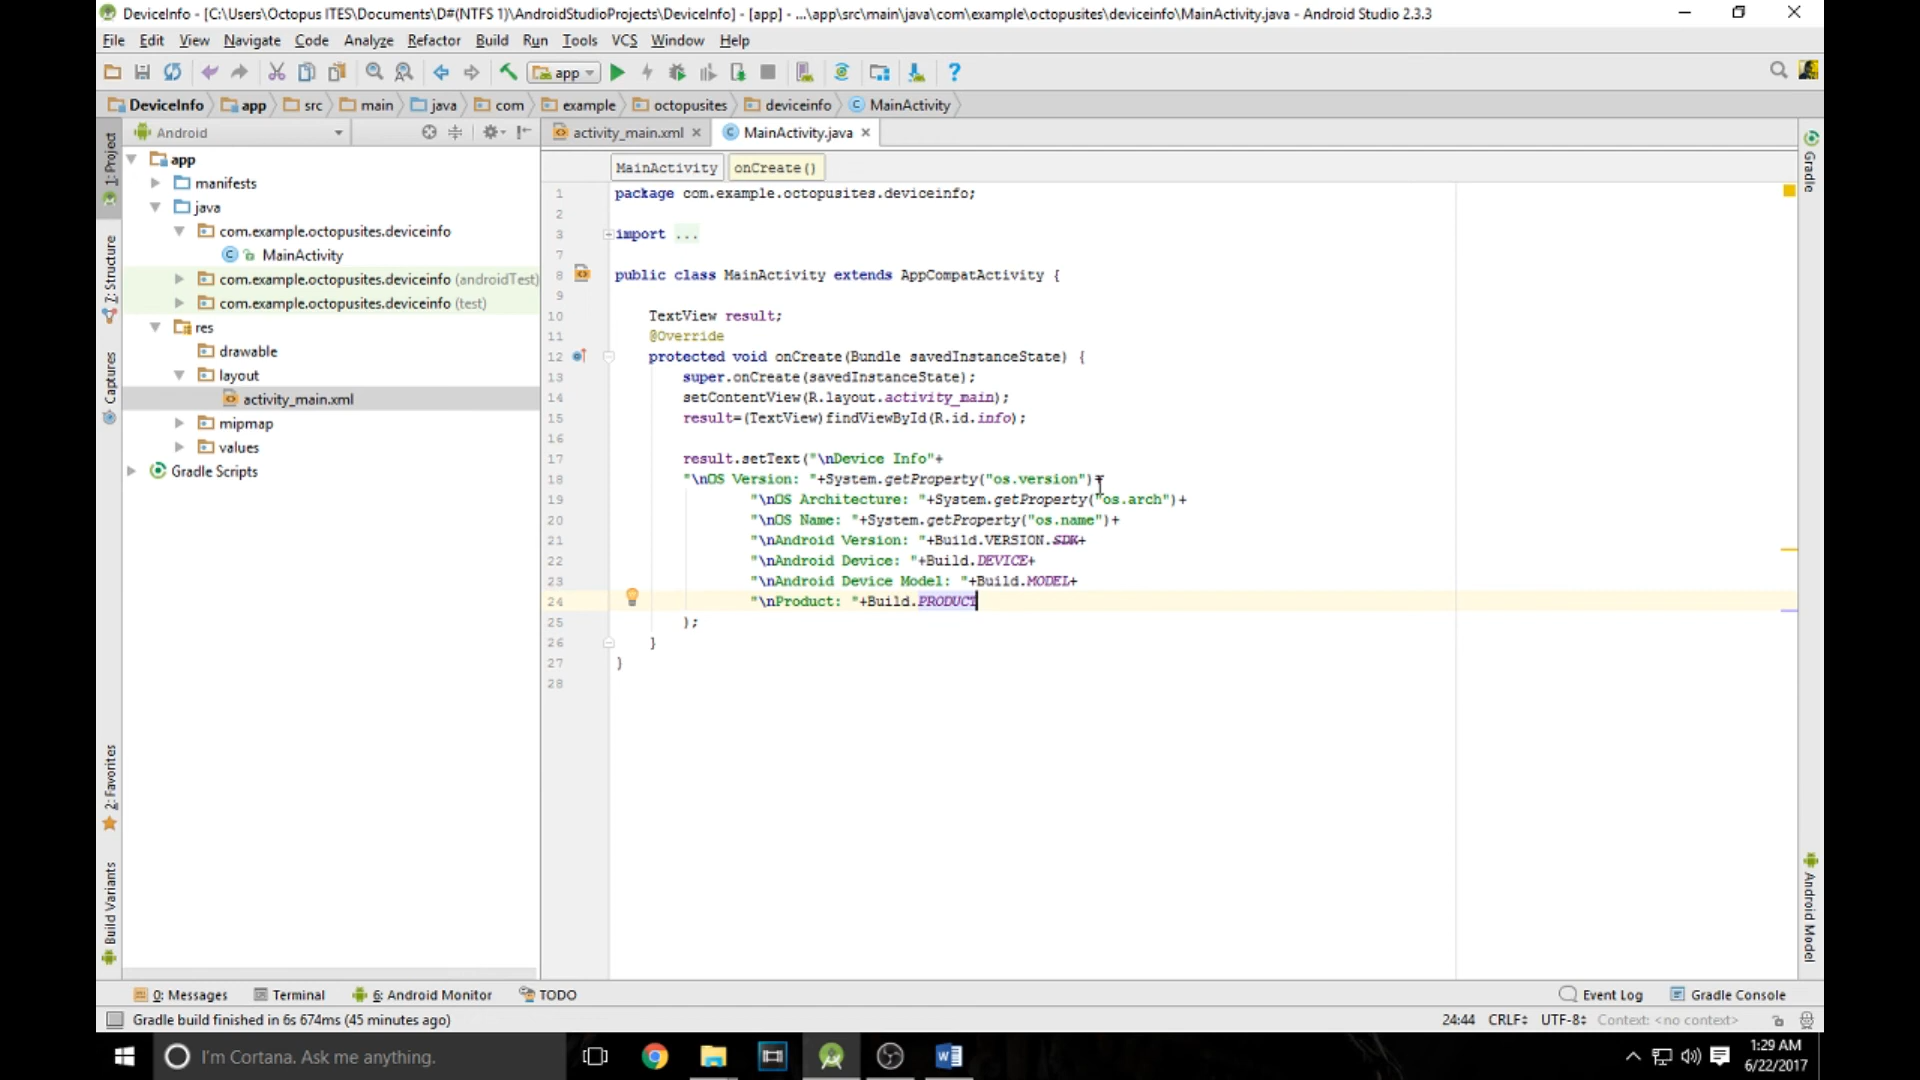 DeviceInfo - [C:\Users\Octopus ITES\Documents\D#(NTFS 1)\AndroidStudioProjects\DeviceInfo] - [app] - ...\app\src\main\java\com\example\octopusites\deviceinfo\MainActivity.java - Android Studio 2.3.3
File Edit View Navigate Code Analyze Refactor Build Run Tools VCS Window Help
app
DeviceInfo app src main java com example octopusites deviceinfo MainActivity
Android
activity_main.xml MainActivity.java
1: Project
7: Structure
Captures
2: Favorites
Build Variants
app
manifests
java
com.example.octopusites.deviceinfo
MainActivity
com.example.octopusites.deviceinfo (androidTest)
com.example.octopusites.deviceinfo (test)
res
drawable
layout
activity_main.xml
mipmap
values
Gradle Scripts
MainActivity onCreate()
1 package com.example.octopusites.deviceinfo;
2
3 import ...
7
8 public class MainActivity extends AppCompatActivity {
9
10 TextView result;
11 @Override
12 protected void onCreate(Bundle savedInstanceState) {
13 super.onCreate(savedInstanceState);
14 setContentView(R.layout.activity_main);
15 result=(TextView)findViewById(R.id.info);
16
17 result.setText("\nDevice Info"+
18 "\nOS Version: "+System.getProperty("os.version")+
19 "\nOS Architecture: "+System.getProperty("os.arch")+
20 "\nOS Name: "+System.getProperty("os.name")+
21 "\nAndroid Version: "+Build.VERSION.SDK+
22 "\nAndroid Device: "+Build.DEVICE+
23 "\nAndroid Device Model: "+Build.MODEL+
24 "\nProduct: "+Build.PRODUCT
25 );
26 }
27 }
28
Gradle
Android Model
0: Messages Terminal 6: Android Monitor TODO Event Log Gradle Console
Gradle build finished in 6s 674ms (45 minutes ago) 24:44 CRLF UTF-8 Context: <no context>
I'm Cortana. Ask me anything.
1:29 AM
6/22/2017